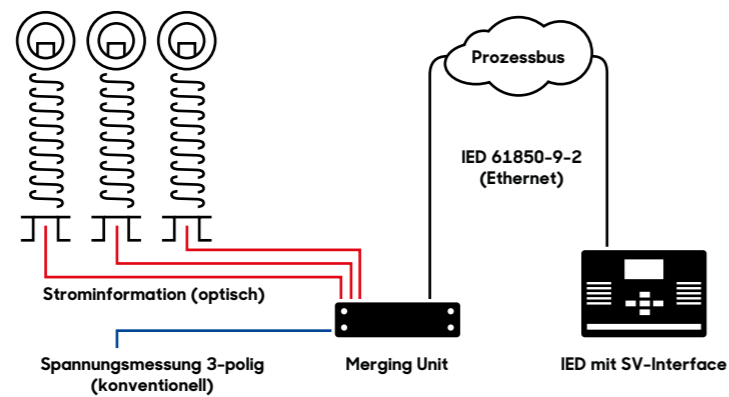 Prozessbus
IED 61850-9-2
(Ethernet)
Strominformation (optisch)
Spannungsmessung 3-polig
(konventionell)
Merging Unit
IED mit SV-Interface